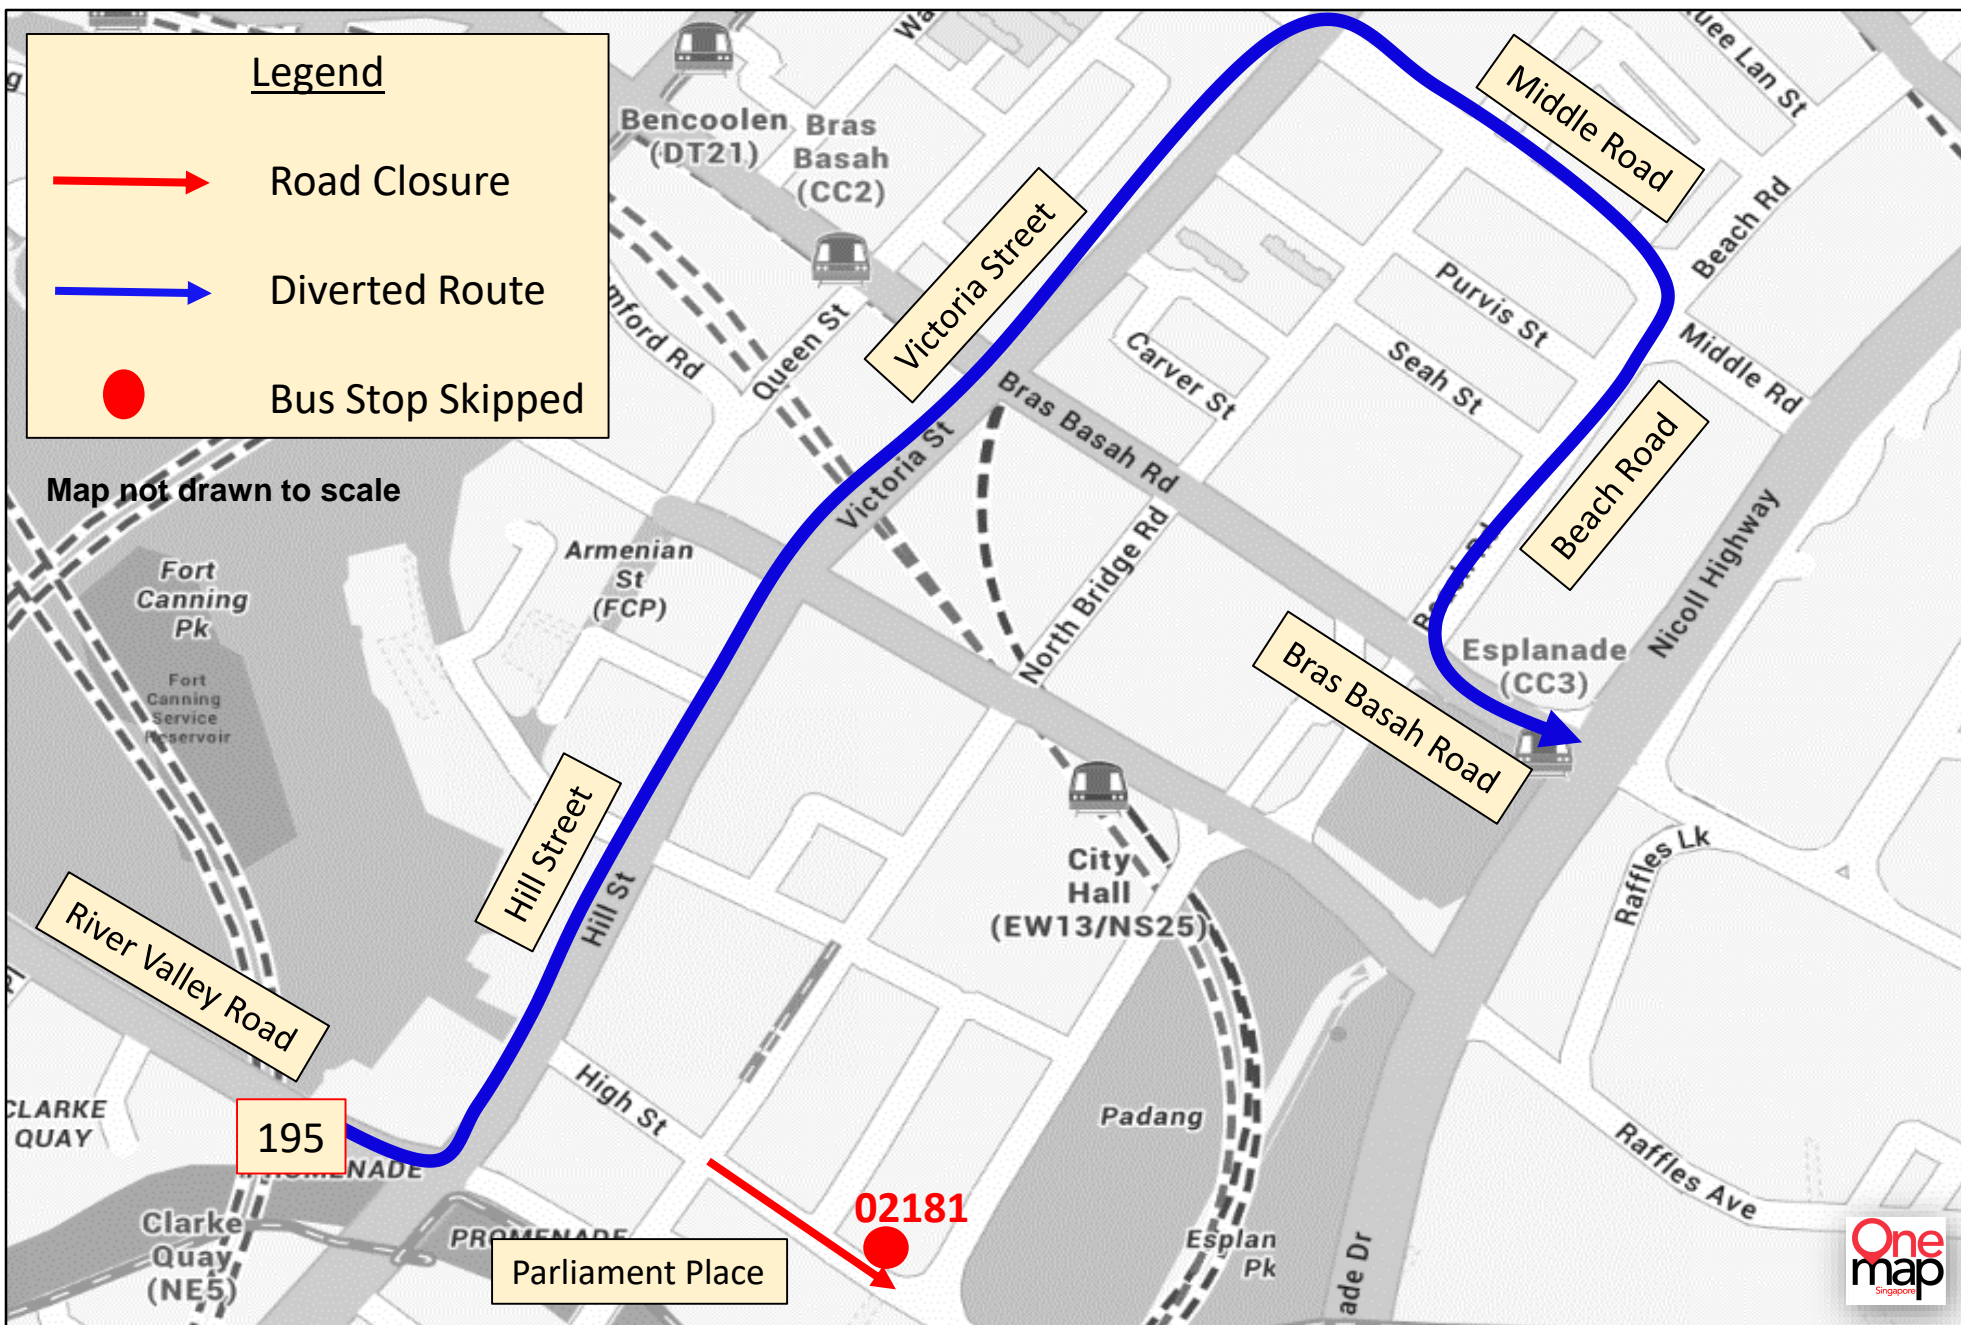 Legend
Road Closure
Diverted Route
Bus Stop Skipped
Map not drawn to scale
Bencoolen
(DT21)
Bras
Basah
(CC2)
Queen St
Victoria Street
Middle Road
Beach Rd
Purvis St
Seah St
Middle Rd
Carver St
Bras Basah Rd
Victoria St
Beach Road
Nicoll Highway
Armenian
St
(FCP)
North Bridge Rd
Fort
Canning
Pk
Fort
Canning
Service
Reservoir
Esplanade
(CC3)
Bras Basah Road
Hill Street
Hill St
City
Hall
(EW13/NS25)
Raffles Lk
River Valley Road
High St
Padang
Raffles Ave
CLARKE
QUAY
195
02181
Clarke
Quay
(NE5)
PROMENADE
Parliament Place
Esplan
Pk
ade Dr
One
map
Singapore